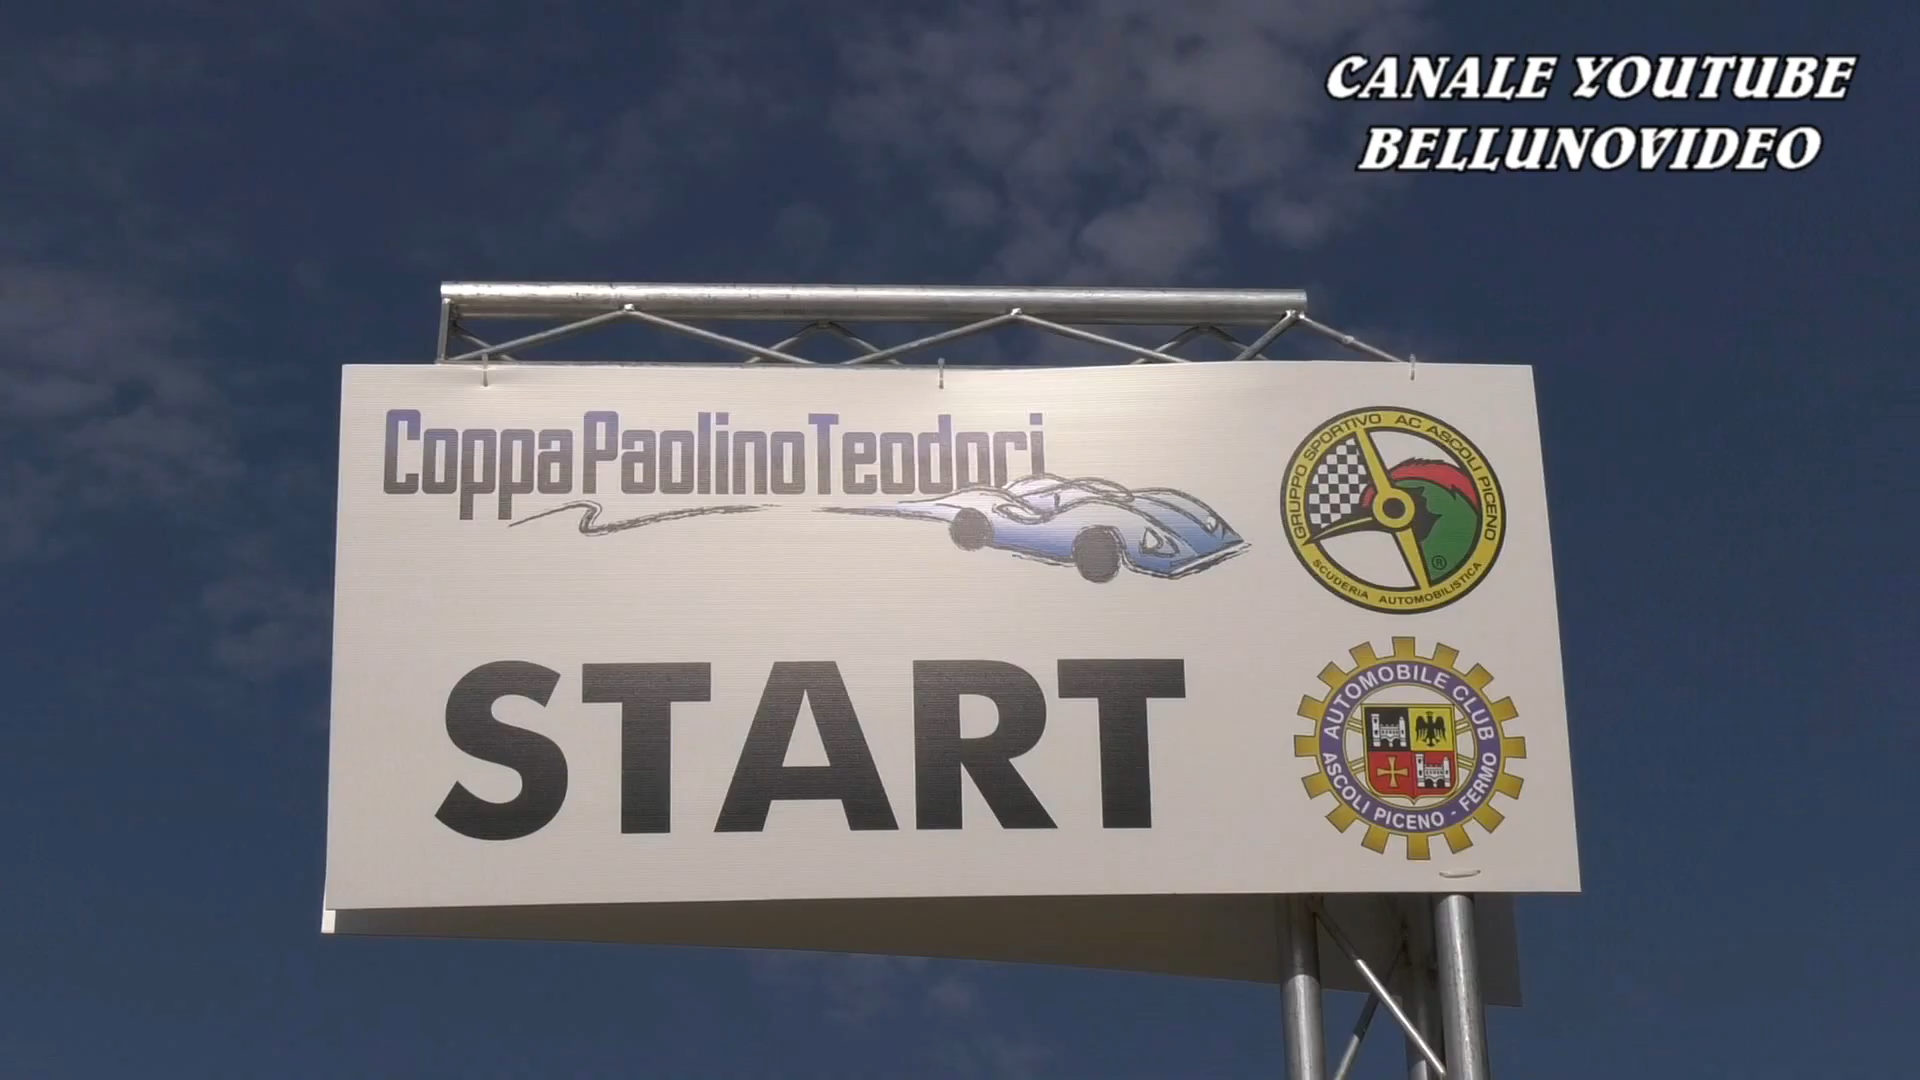 CANALE YOUTUBE
BELLUNOVIDEO
CoppaPaolinoTeodori
GRUPPO SPORTIVO AC ASCOLI PICENO
SCUDERIA AUTOMOBILISTICA
®
START
AUTOMOBILE CLUB
ASCOLI PICENO - FERMO